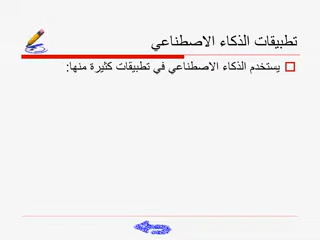 تطبيقات الذكاء الاصطناعي
يستخدم الذكاء الاصطناعي في تطبيقات كثيرة منها: